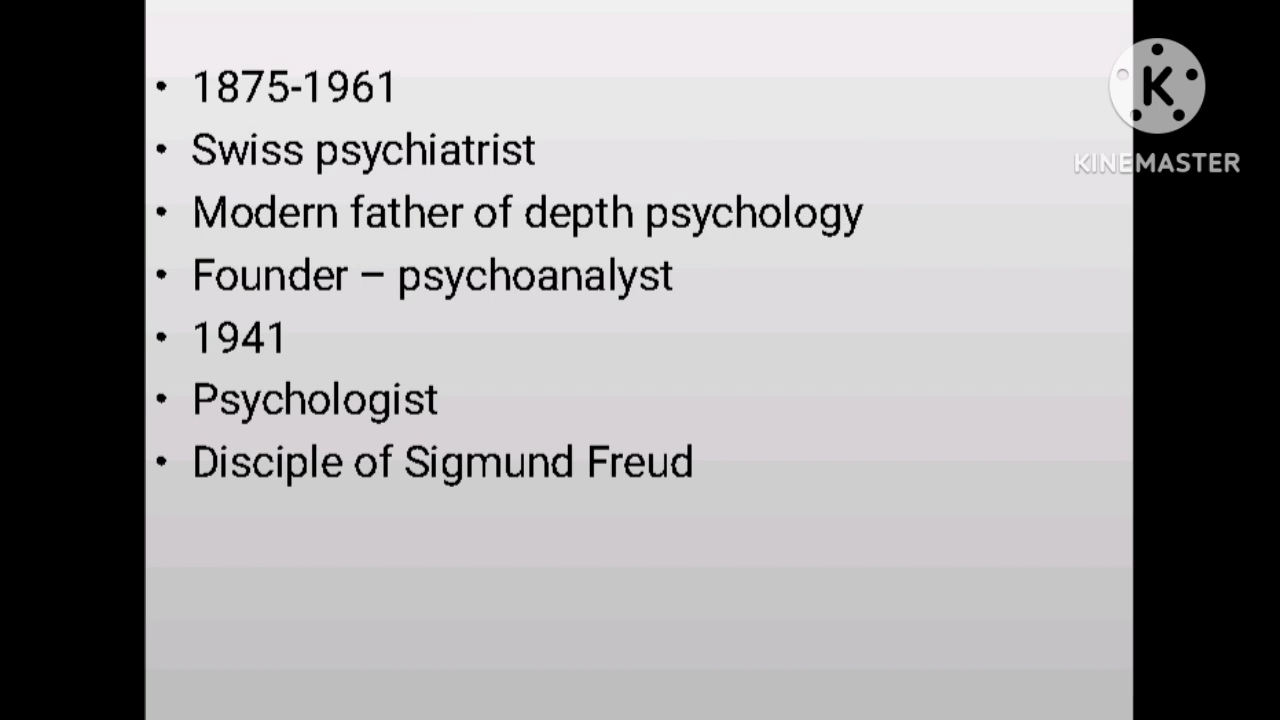 • 1875-1961
• Swiss psychiatrist
• Modern father of depth psychology
• Founder – psychoanalyst
• 1941
• Psychologist
• Disciple of Sigmund Freud
K
KINEMASTER